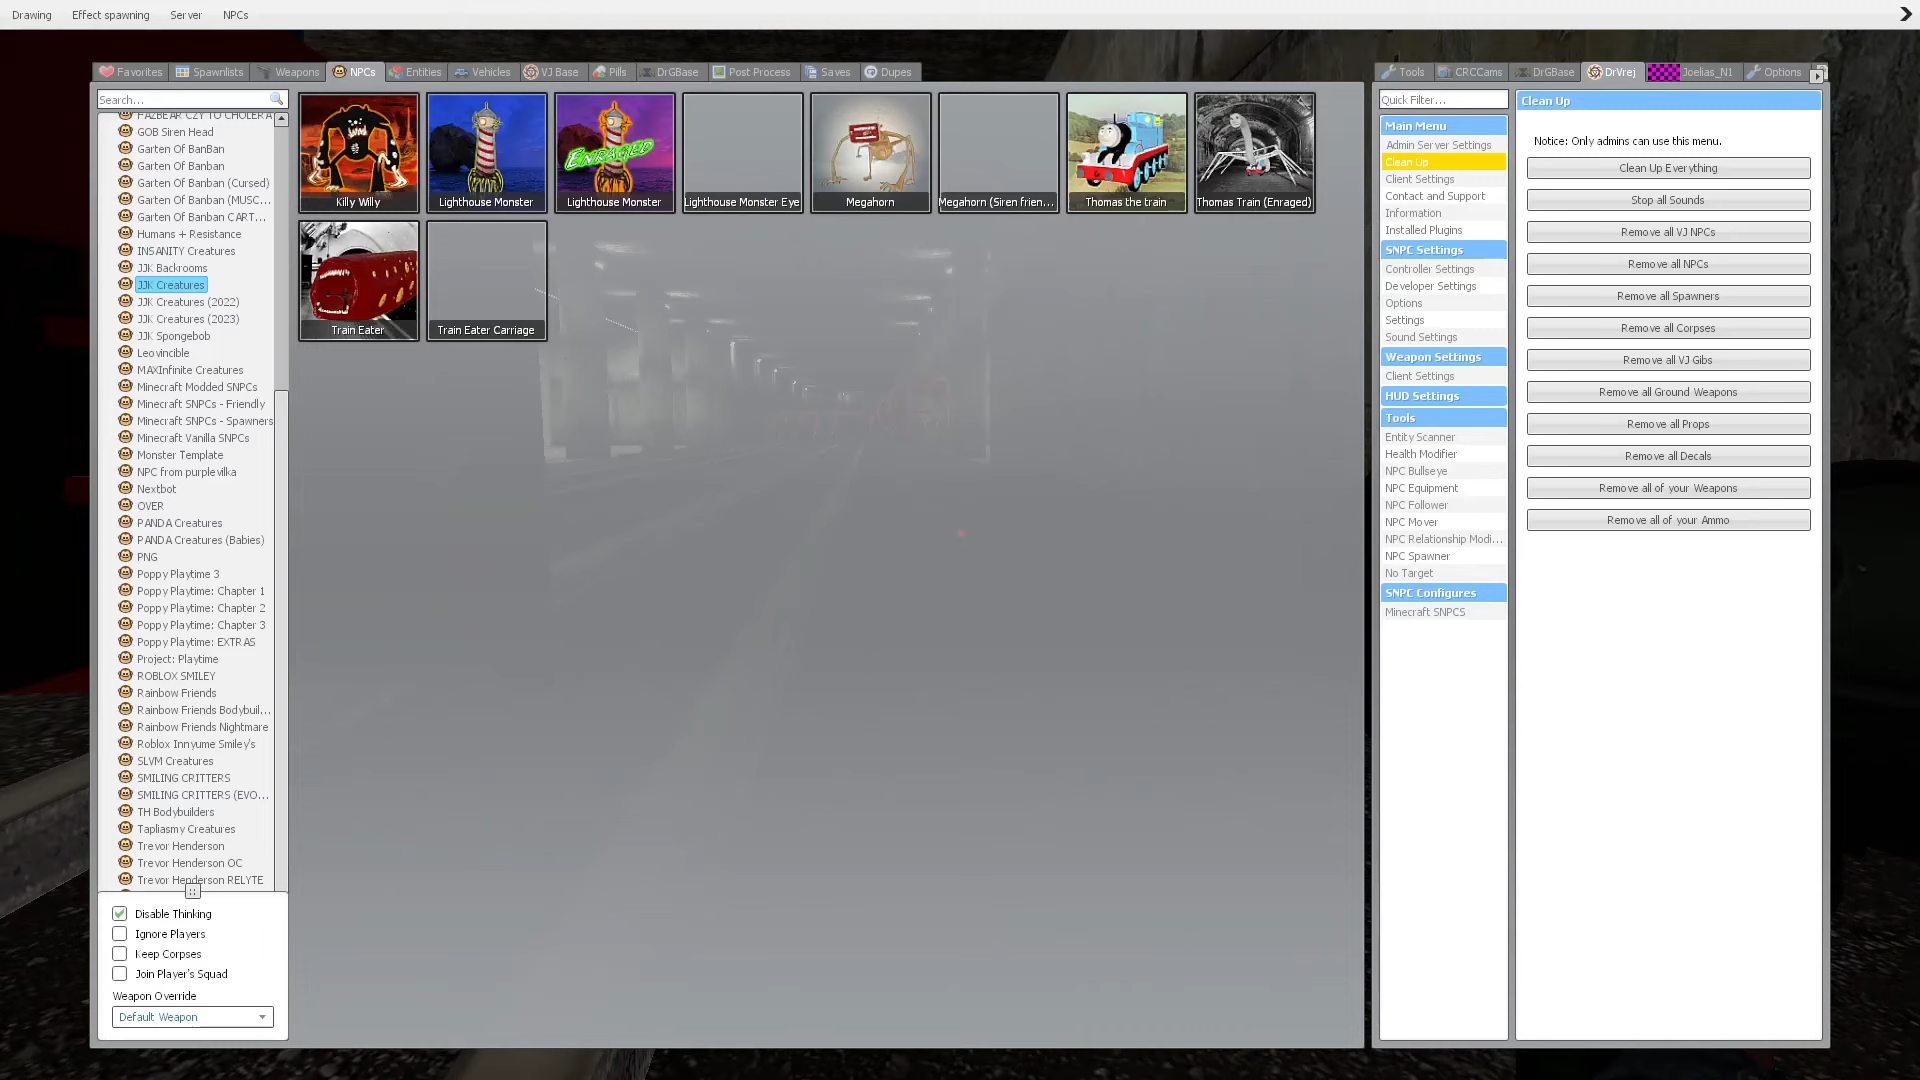 Drawing Effect spawning Server NPCs
Favorites Spawnlists Weapons NPCs Entities Vehicles VJ Base Pills DrGBase Post Process Saves Dupes
Search...
FAZBEAR CZY TO CHOLERA
GOB Siren Head
Garten Of BanBan
Garten Of Banban
Garten Of Banban (Cursed)
Garten Of Banban (MUSC...
Garten Of Banban CART...
Humans + Resistance
INSANITY Creatures
JJK Backrooms
JJK Creatures
JJK Creatures (2022)
JJK Creatures (2023)
JJK Spongebob
Leovincible
MAXInfinite Creatures
Minecraft Modded SNPCs
Minecraft SNPCs - Friendly
Minecraft SNPCs - Spawners
Minecraft Vanilla SNPCs
Monster Template
NPC from purplevilka
Nextbot
OVER
PANDA Creatures
PANDA Creatures (Babies)
PNG
Poppy Playtime 3
Poppy Playtime: Chapter 1
Poppy Playtime: Chapter 2
Poppy Playtime: Chapter 3
Poppy Playtime: EXTRAS
Project: Playtime
ROBLOX SMILEY
Rainbow Friends
Rainbow Friends Bodybuil...
Rainbow Friends Nightmare
Roblox Innyume Smiley's
SLVM Creatures
SMILING CRITTERS
SMILING CRITTERS (EVO...
TH Bodybuilders
Tapliasmy Creatures
Trevor Henderson
Trevor Henderson OC
Trevor Henderson RELYTE
Disable Thinking
Ignore Players
Keep Corpses
Join Player's Squad
Weapon Override
Default Weapon
ENRAGED
Killy Willy Lighthouse Monster Lighthouse Monster Lighthouse Monster Eye Megahorn Megahorn (Siren frien... Thomas the train Thomas Train (Enraged)
Train Eater Train Eater Carriage
Tools CRCCams DrGBase DrVrej Joelias_N1 Options
Quick Filter...
Main Menu
Admin Server Settings
Clean Up
Client Settings
Contact and Support
Information
Installed Plugins
SNPC Settings
Controller Settings
Developer Settings
Options
Settings
Sound Settings
Weapon Settings
Client Settings
HUD Settings
Tools
Entity Scanner
Health Modifier
NPC Bullseye
NPC Equipment
NPC Follower
NPC Mover
NPC Relationship Modi...
NPC Spawner
No Target
SNPC Configures
Minecraft SNPCS
Clean Up
Notice: Only admins can use this menu.
Clean Up Everything
Stop all Sounds
Remove all VJ NPCs
Remove all NPCs
Remove all Spawners
Remove all Corpses
Remove all VJ Gibs
Remove all Ground Weapons
Remove all Props
Remove all Decals
Remove all of your Weapons
Remove all of your Ammo